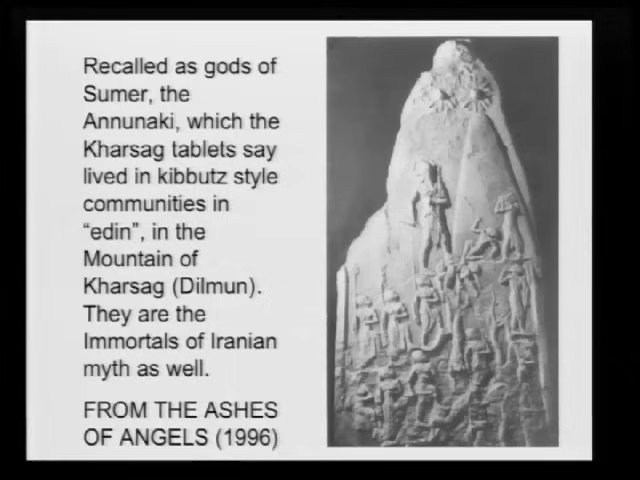 Recalled as gods of
Sumer, the
Annunaki, which the
Kharsag tablets say
lived in kibbutz style
communities in
“edin”, in the
Mountain of
Kharsag (Dilmun).
They are the
Immortals of Iranian
myth as well.
FROM THE ASHES
OF ANGELS (1996)